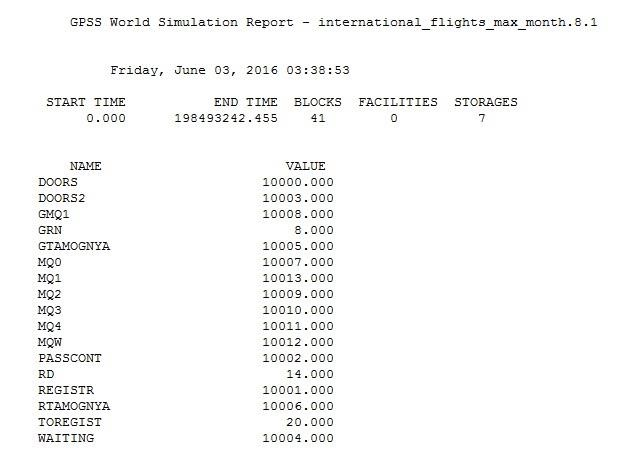 GPSS World Simulation Report - international_flights_max_month.8.1
Friday, June 03, 2016 03:38:53
START TIME END TIME BLOCKS FACILITIES STORAGES
0.000 198493242.455 41 0 7
NAME VALUE
DOORS 10000.000
DOORS2 10003.000
GMQ1 10008.000
GRN 8.000
GTAMOGNYA 10005.000
MQ0 10007.000
MQ1 10013.000
MQ2 10009.000
MQ3 10010.000
MQ4 10011.000
MQW 10012.000
PASSCONT 10002.000
RD 14.000
REGISTR 10001.000
RTAMOGNYA 10006.000
TOREGIST 20.000
WAITING 10004.000